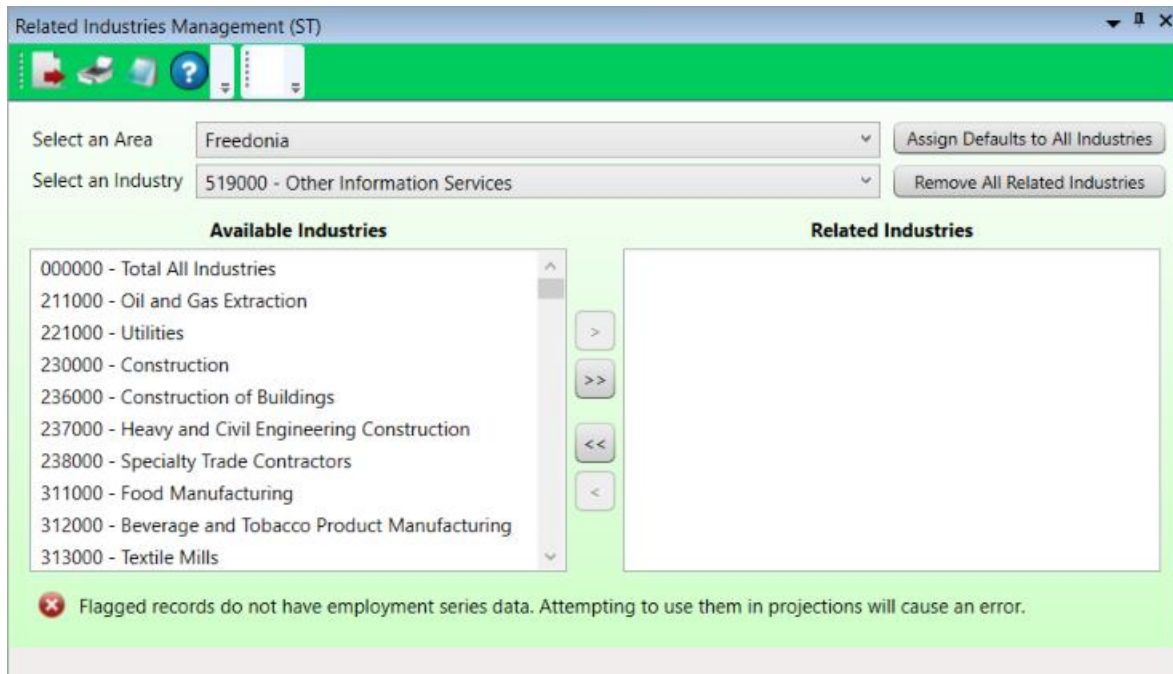 Related Industries Management (ST)
?
Select an Area
Freedonia
Assign Defaults to All Industries
Select an Industry
519000 - Other Information Services
Remove All Related Industries
Available Industries
Related Industries
000000 - Total All Industries
211000 - Oil and Gas Extraction
221000 - Utilities
230000 - Construction
236000 - Construction of Buildings
237000 - Heavy and Civil Engineering Construction
238000 - Specialty Trade Contractors
311000 - Food Manufacturing
312000 - Beverage and Tobacco Product Manufacturing
313000 - Textile Mills
>
>>
<<
<
Flagged records do not have employment series data. Attempting to use them in projections will cause an error.